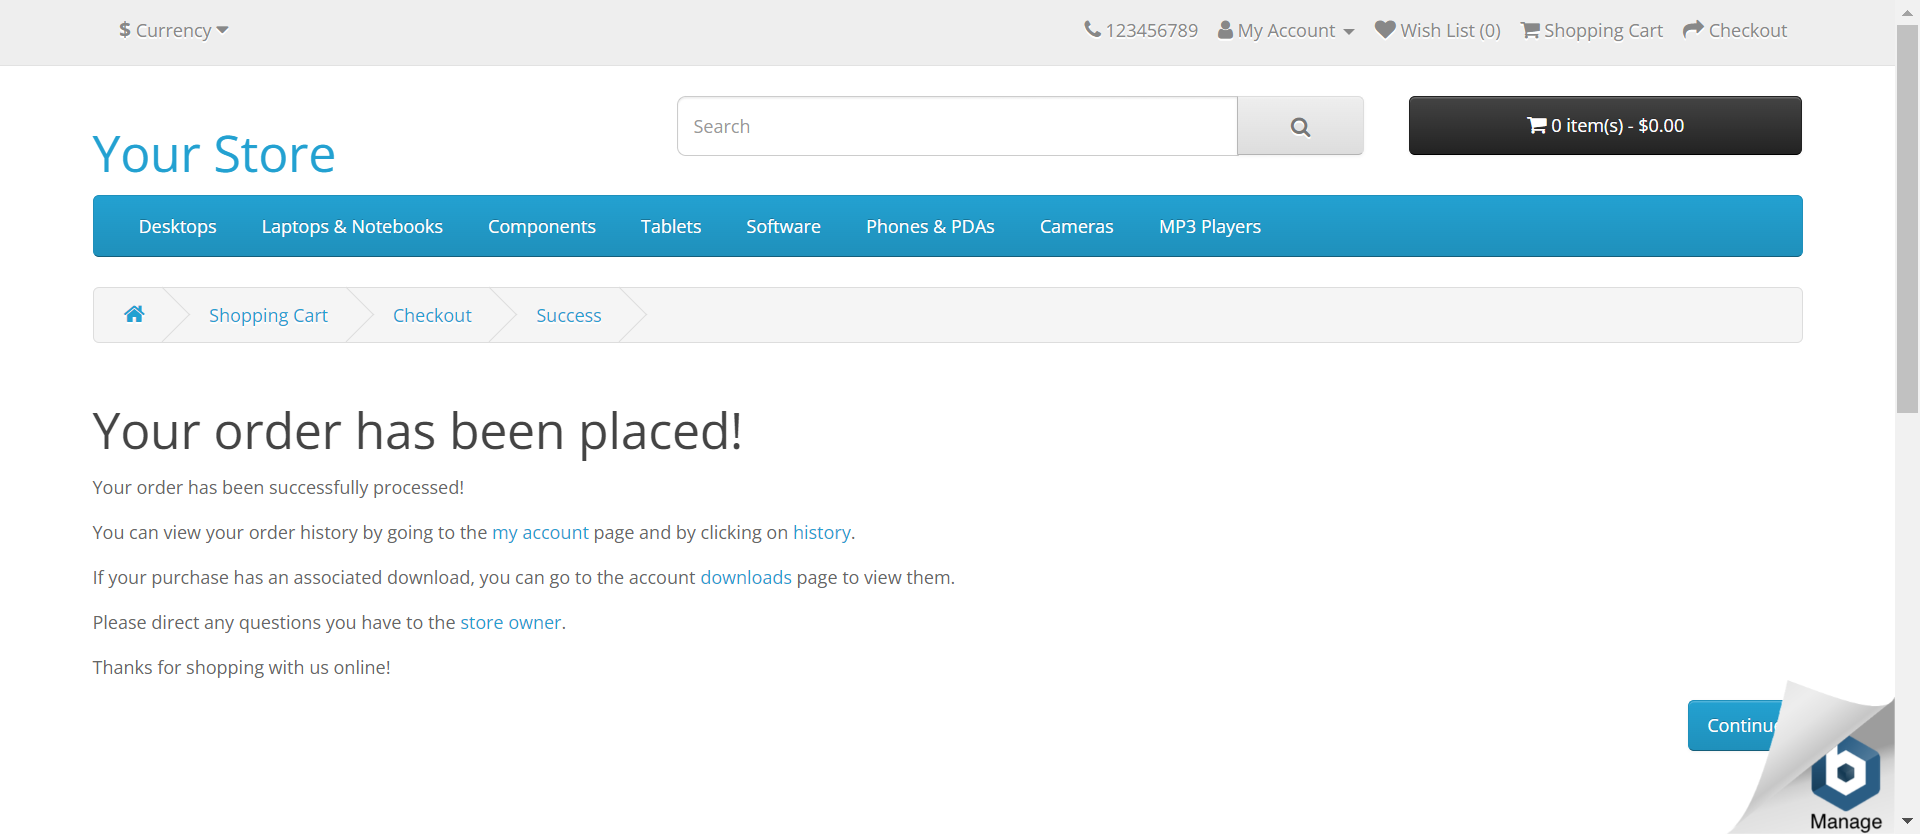 $ Currency
123456789 My Account Wish List (0) Shopping Cart Checkout
Your Store
Search
0 item(s) - $0.00
Desktops Laptops & Notebooks Components Tablets Software Phones & PDAs Cameras MP3 Players
Shopping Cart Checkout Success
Your order has been placed!
Your order has been successfully processed!
You can view your order history by going to the my account page and by clicking on history.
If your purchase has an associated download, you can go to the account downloads page to view them.
Please direct any questions you have to the store owner.
Thanks for shopping with us online!
Continue
b
Manage